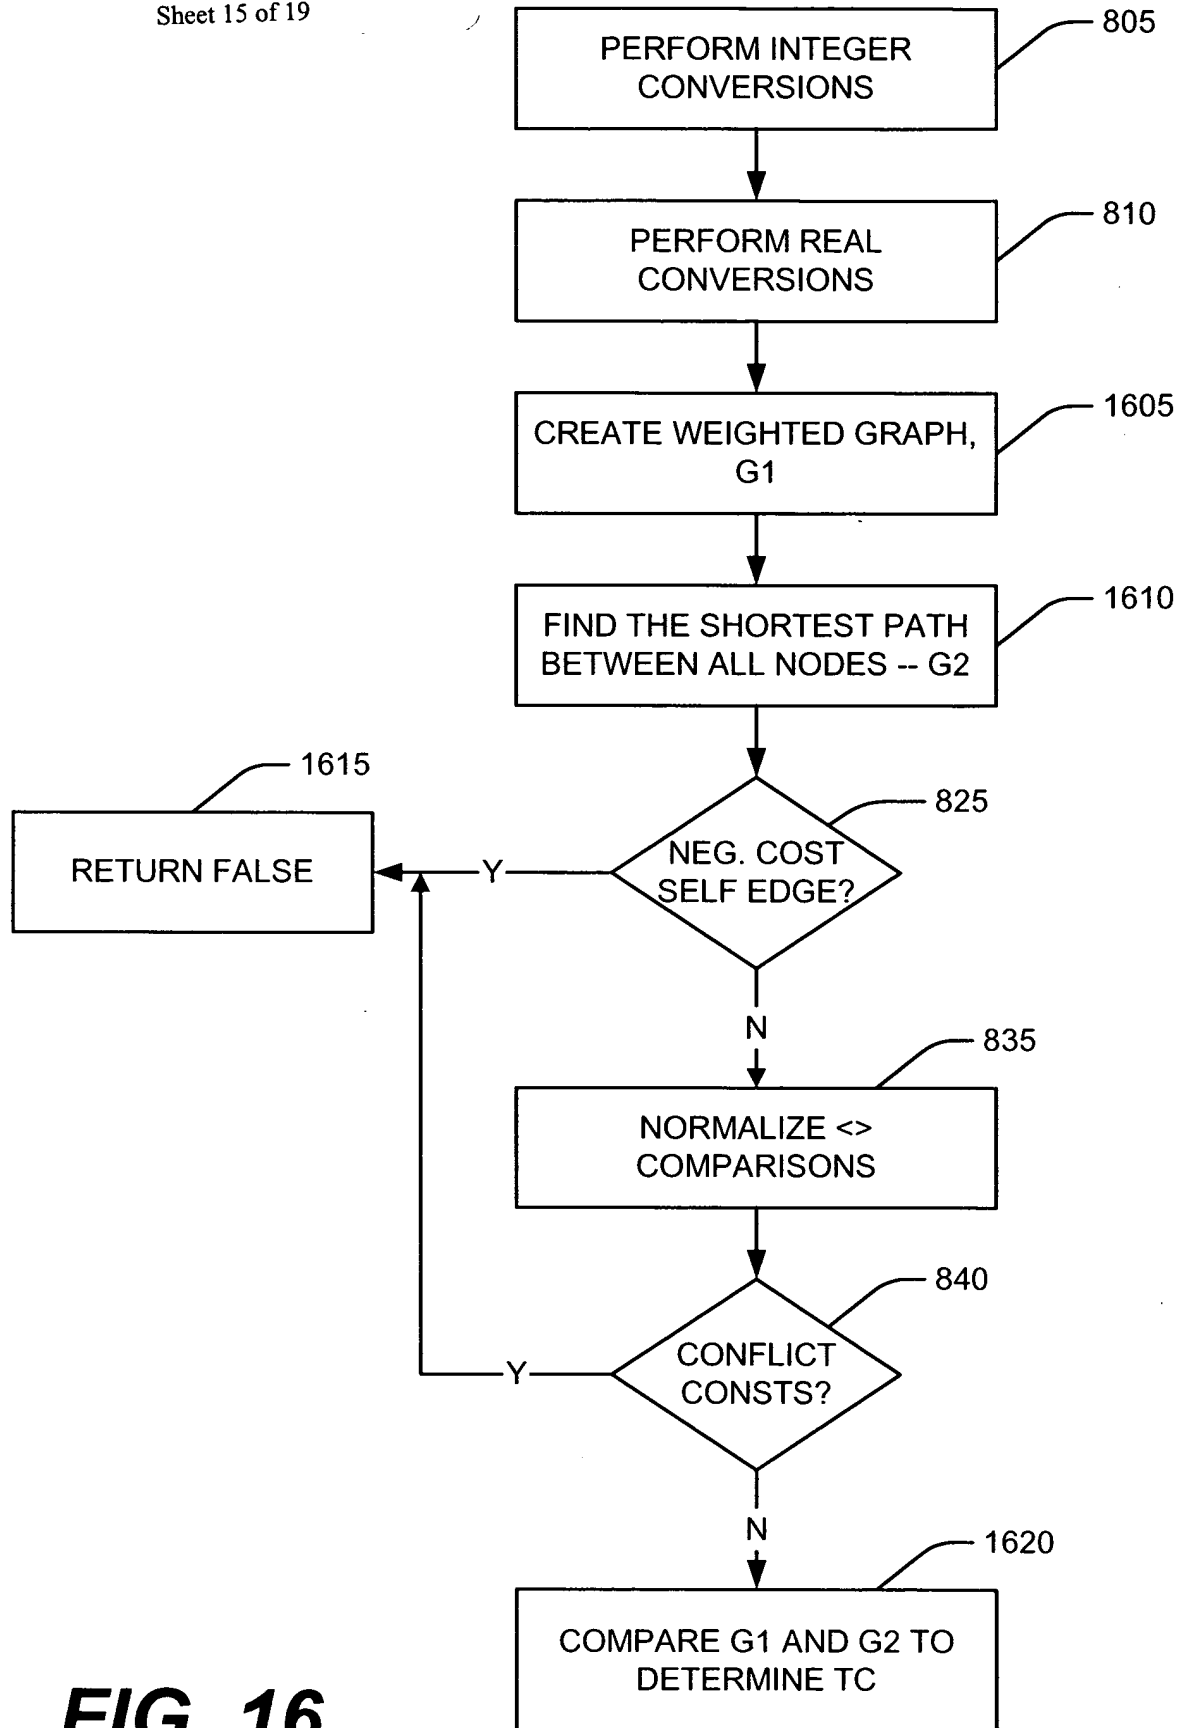 Sheet 15 of 19
PERFORM INTEGER
CONVERSIONS
805
PERFORM REAL
CONVERSIONS
810
CREATE WEIGHTED GRAPH,
G1
1605
FIND THE SHORTEST PATH
BETWEEN ALL NODES -- G2
1610
1615
RETURN FALSE
Y
NEG. COST
SELF EDGE?
825
N
835
NORMALIZE <>
COMPARISONS
840
CONFLICT
CONSTS?
Y
N
1620
COMPARE G1 AND G2 TO
DETERMINE TC
FIG. 16